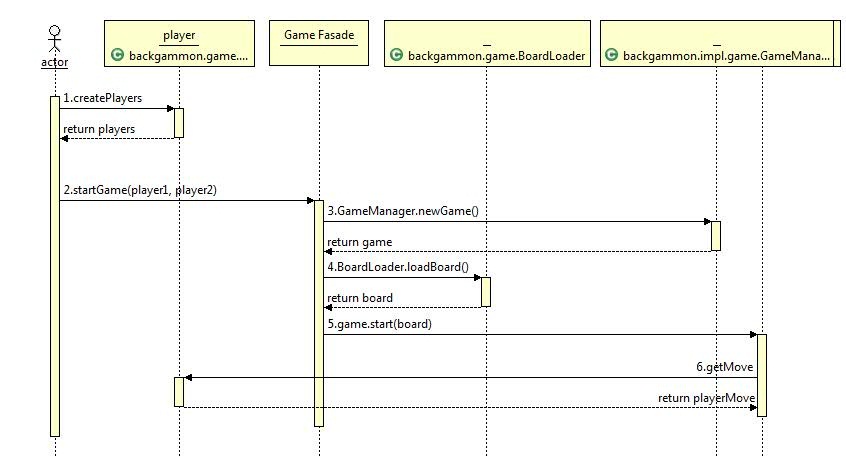 actor
player
backgammon.game....
Game Fasade
_
backgammon.game.BoardLoader
_
backgammon.impl.game.GameMana...
1.createPlayers
return players
2.startGame(player1, player2)
3.GameManager.newGame()
return game
4.BoardLoader.loadBoard()
return board
5.game.start(board)
6.getMove
return playerMove